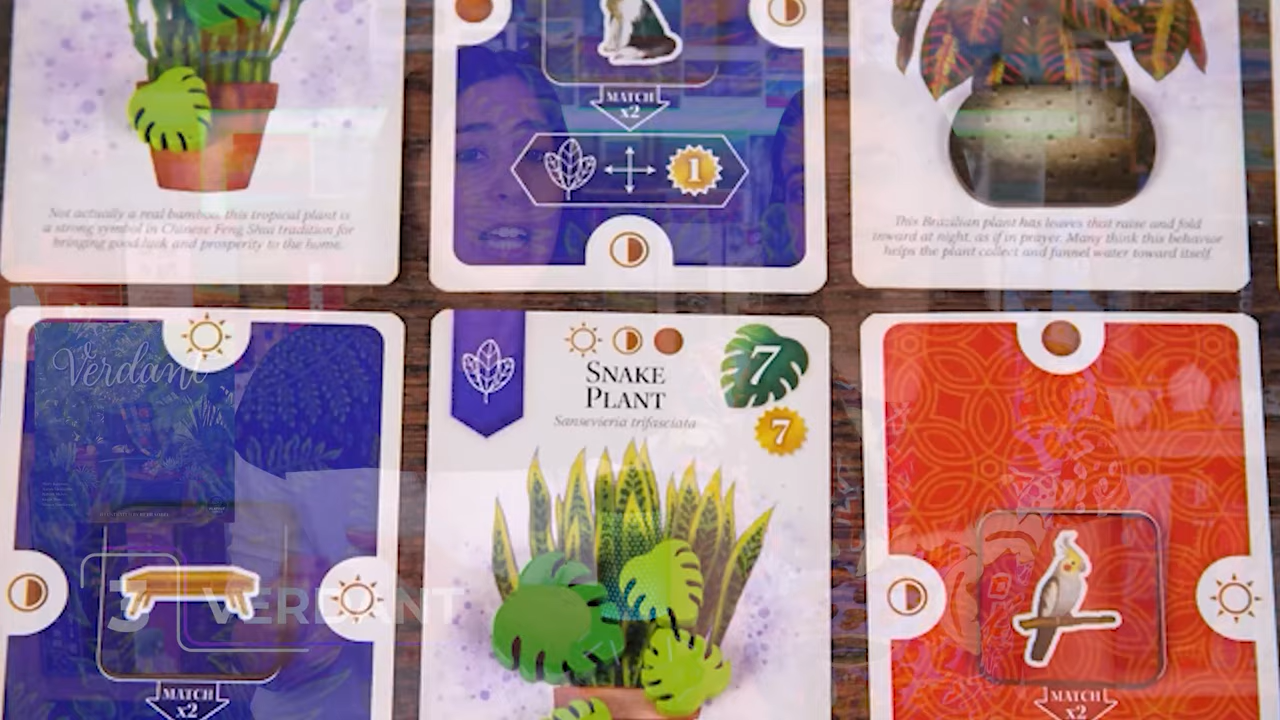 Not actually a real bamboo, this tropical plant is
a strong symbol in Chinese Feng Shui tradition for
bringing good luck and prosperity to the home.
MATCH
x2
1
This Brazilian plant has leaves that raise and fold
inward at night, as if in prayer. Many think this behavior
helps the plant collect and funnel water toward itself.
Verdant
3 VERDANT
MATCH
x2
7
SNAKE
PLANT
Sansevieria trifasciata
7
MATCH
x2